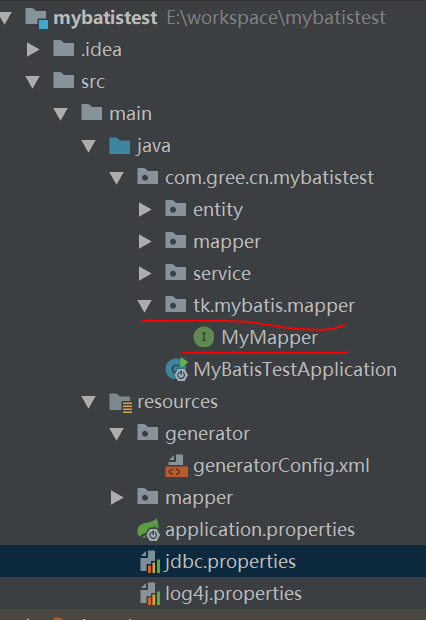 mybatistest E:\workspace\mybatistest
.idea
src
main
java
com.gree.cn.mybatistest
entity
mapper
service
tk.mybatis.mapper
I MyMapper
MyBatisTestApplication
resources
generator
generatorConfig.xml
mapper
application.properties
jdbc.properties
log4j.properties